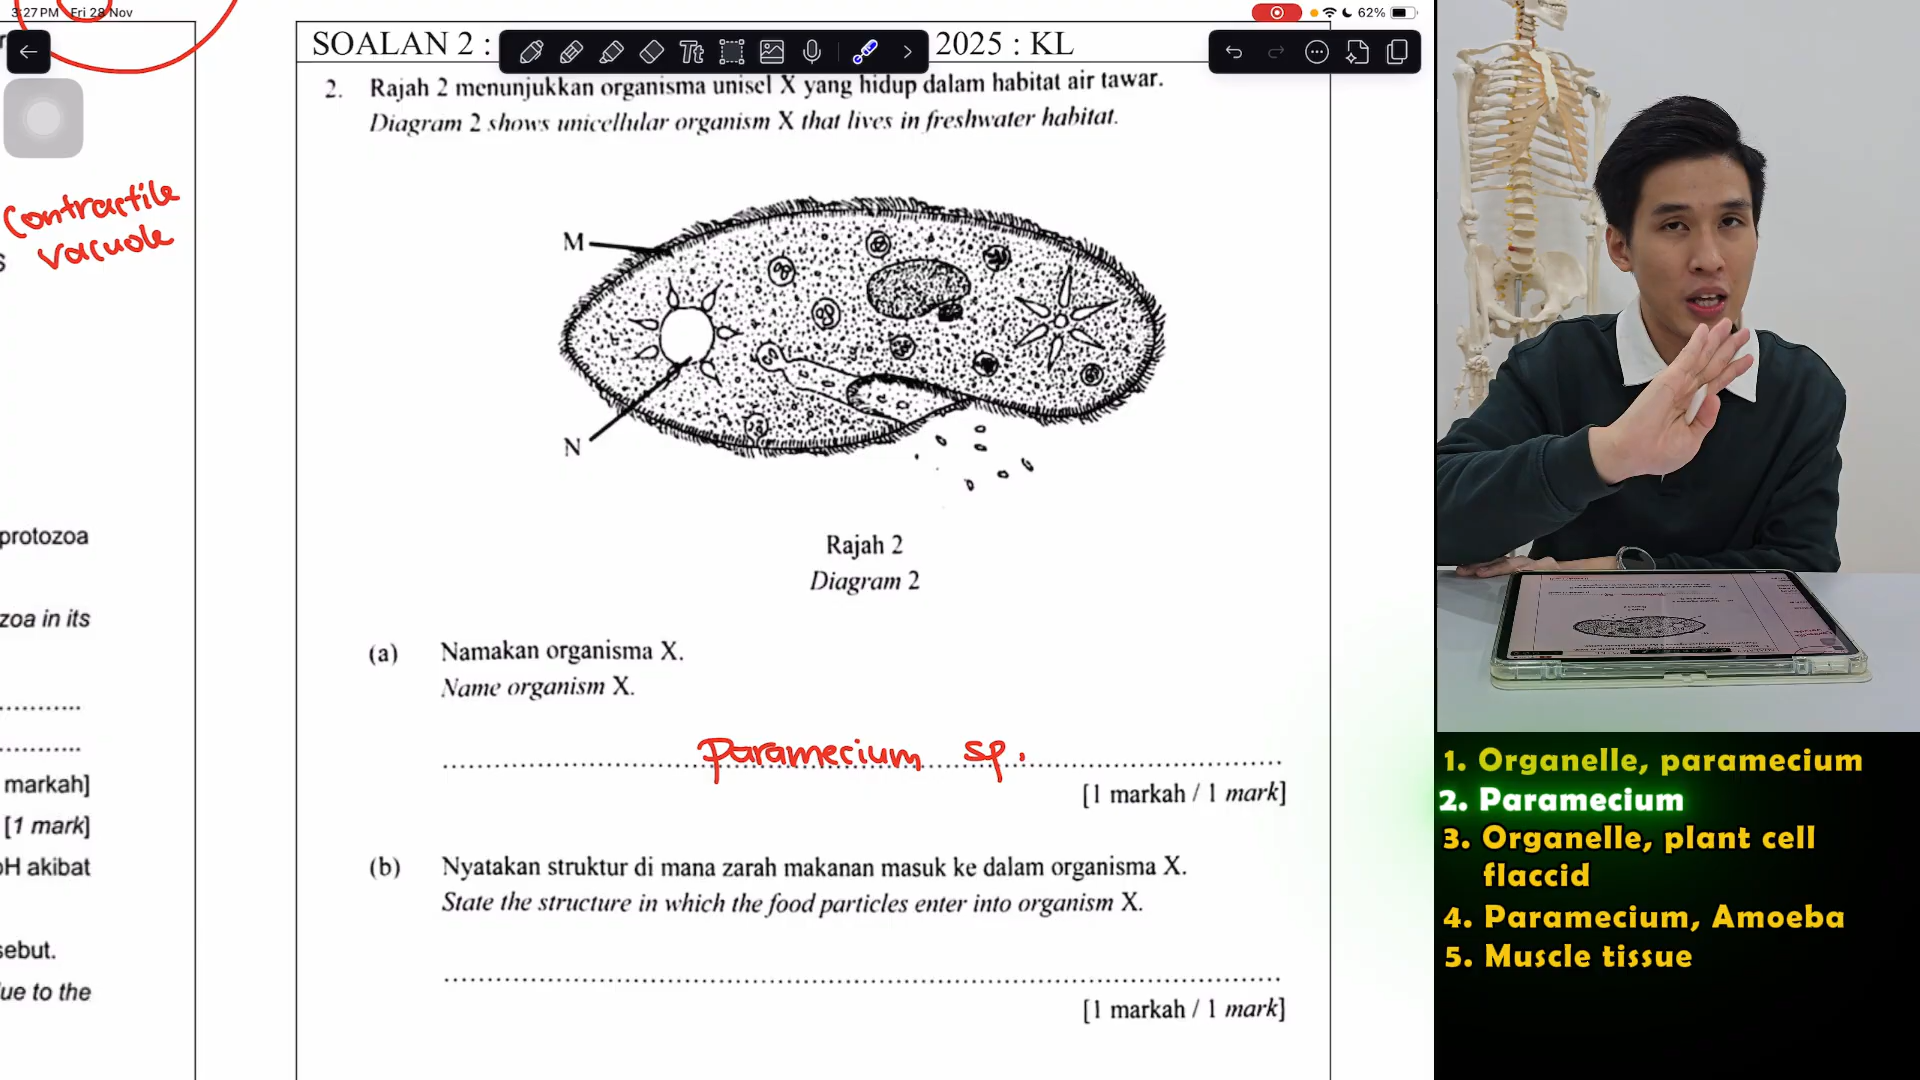 3:27 PM Fri 28 Nov
62%
SOALAN 2 :
2025 : KL
2. Rajah 2 menunjukkan organisma unisel X yang hidup dalam habitat air tawar.
Diagram 2 shows unicellular organism X that lives in freshwater habitat.
contractile
vacuole
s
M
N
Rajah 2
Diagram 2
protozoa
zoa in its
markah]
[1 mark]
pH akibat
sebut.
lue to the
(a) Namakan organisma X.
Name organism X.
Paramecium sp.
[1 markah / 1 mark]
(b) Nyatakan struktur di mana zarah makanan masuk ke dalam organisma X.
State the structure in which the food particles enter into organism X.
[1 markah / 1 mark]
1. Organelle, paramecium
2. Paramecium
3. Organelle, plant cell
flaccid
4. Paramecium, Amoeba
5. Muscle tissue